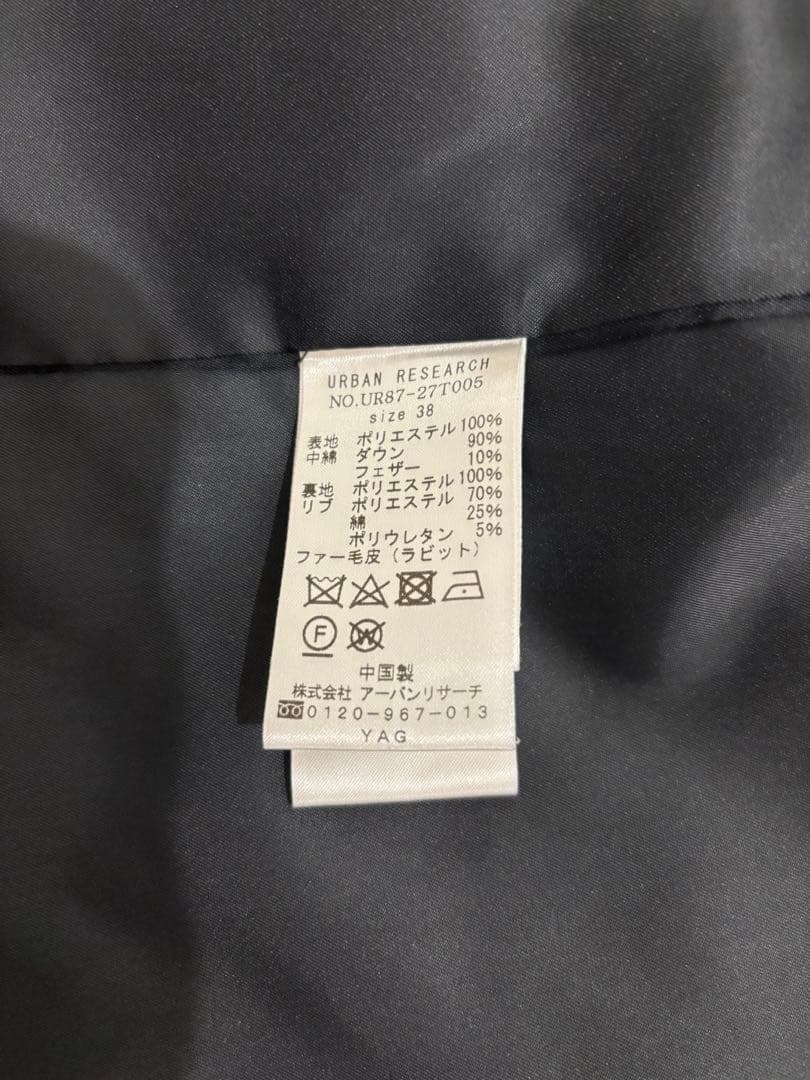 URBAN RESEARCH
NO.UR87-27T005
size 38
表地 ポリエステル 100%
中綿 ダウン 90%
フェザー 10%
裏地 ポリエステル 100%
リブ ポリエステル 70%
綿 25%
ポリウレタン 5%
ファー毛皮(ラビット)
F
W
中国製
株式会社 アーバンリサーチ
0120-967-013
YAG